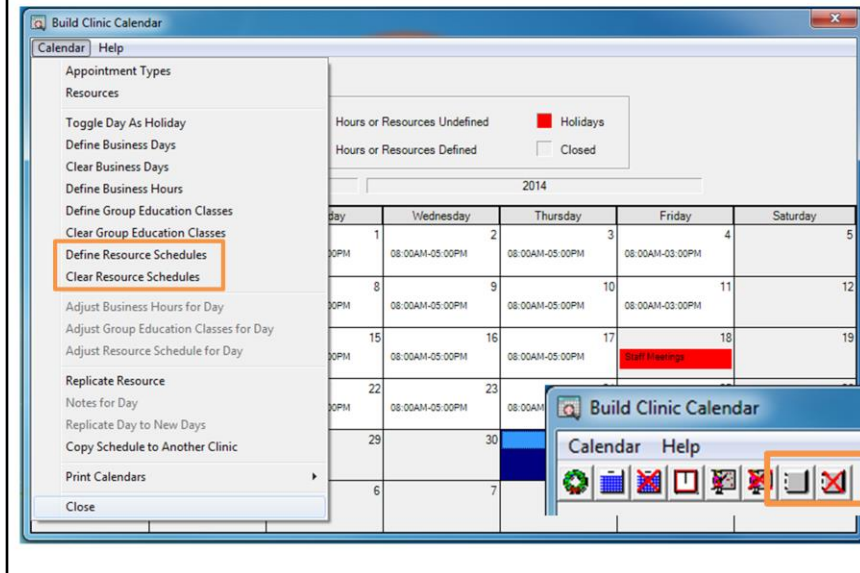 Build Clinic Calendar
Calendar Help
Appointment Types
Resources
Toggle Day As Holiday
Define Business Days
Clear Business Days
Define Business Hours
Define Group Education Classes
Clear Group Education Classes
Define Resource Schedules
Clear Resource Schedules
Adjust Business Hours for Day
Adjust Group Education Classes for Day
Adjust Resource Schedule for Day
Replicate Resource
Notes for Day
Replicate Day to New Days
Copy Schedule to Another Clinic
Print Calendars
Close
Hours or Resources Undefined Holidays
Hours or Resources Defined Closed
2014
day Wednesday Thursday Friday Saturday
1 2 3 4 5
00PM 08:00AM-05:00PM 08:00AM-05:00PM 08:00AM-03:00PM
8 9 10 11 12
00PM 08:00AM-05:00PM 08:00AM-05:00PM 08:00AM-03:00PM
15 16 17 18 19
00PM 08:00AM-05:00PM 08:00AM-05:00PM Staff Meetings
22 23
00PM 08:00AM-05:00PM 08:00AM
29 30
6 7
Build Clinic Calendar
Calendar Help